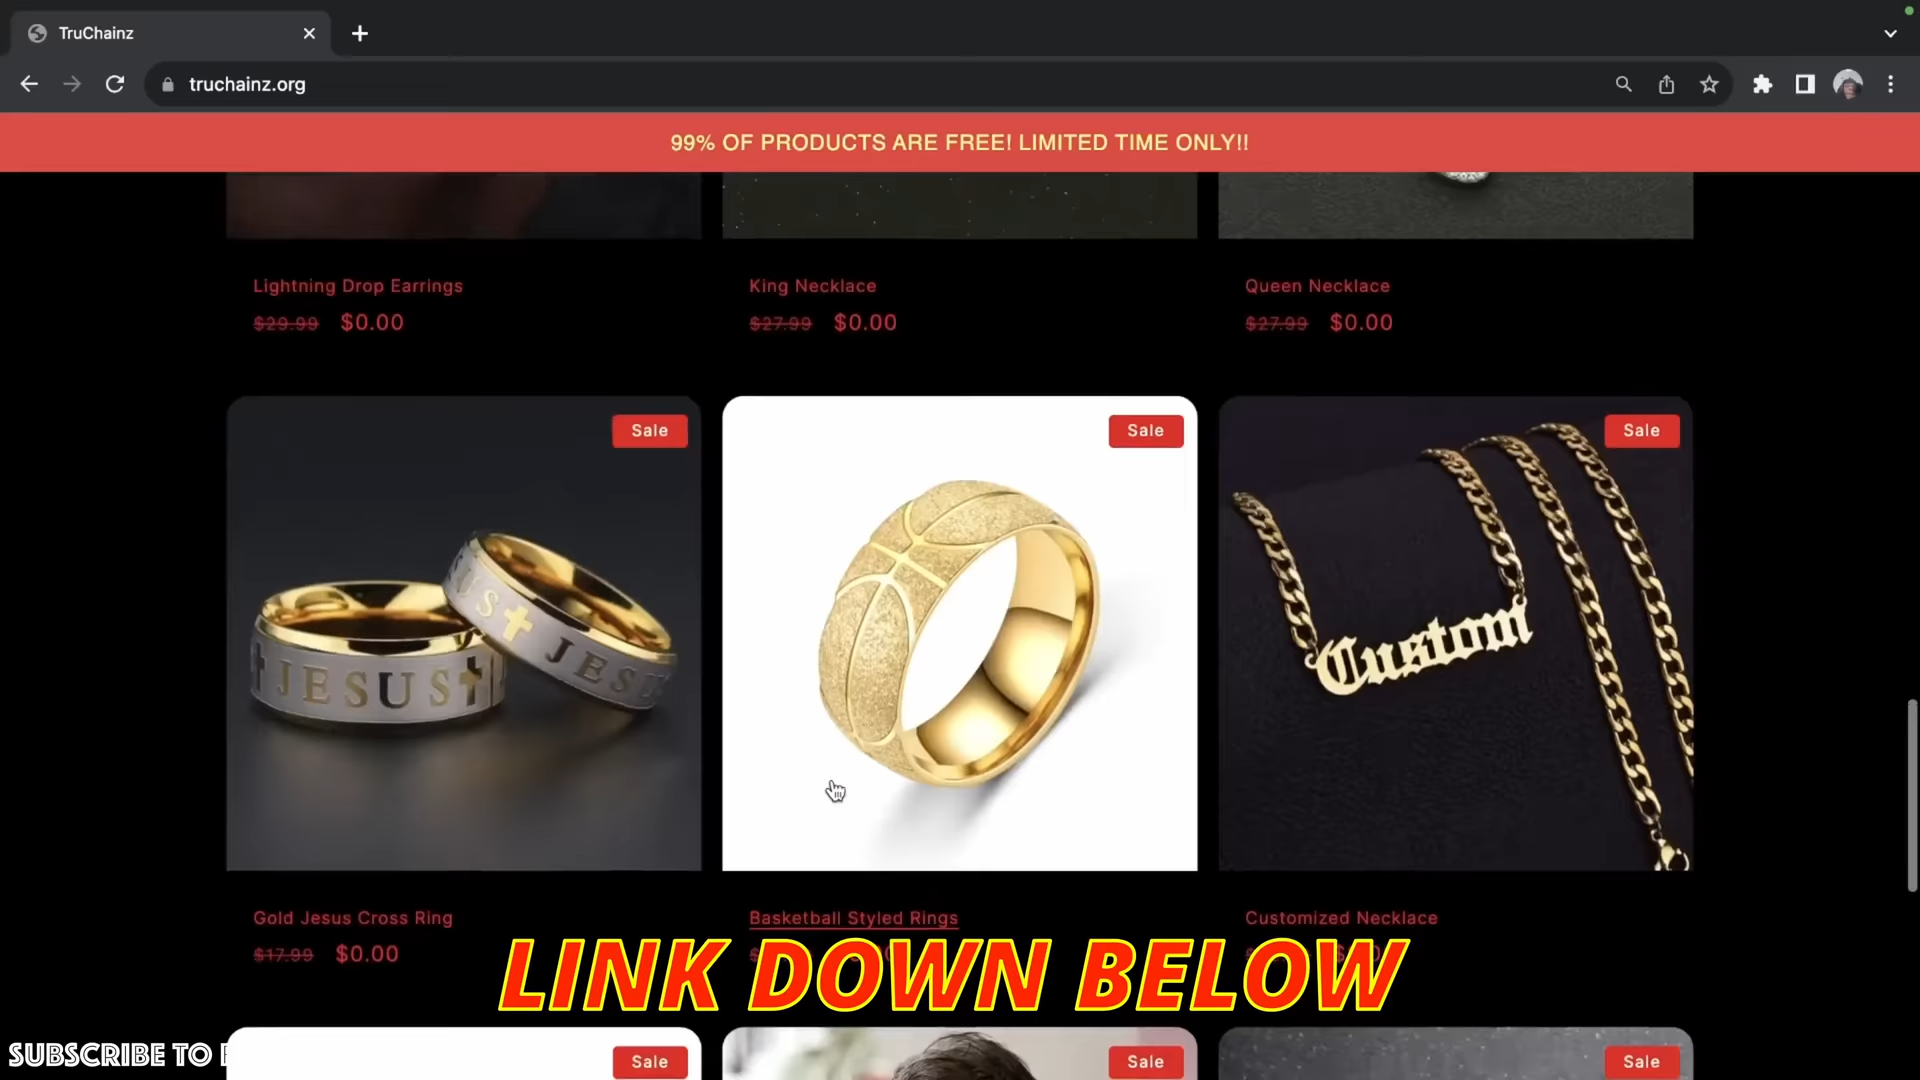 TruChainz
truchainz.org
99% OF PRODUCTS ARE FREE! LIMITED TIME ONLY!!
Lightning Drop Earrings
$29.99 $0.00
King Necklace
$27.99 $0.00
Queen Necklace
$27.99 $0.00
Sale
JESUS
US JESU
Sale
Sale
Custom
Gold Jesus Cross Ring
$17.99 $0.00
Basketball Styled Rings
Customized Necklace
LINK DOWN BELOW
SUBSCRIBE TO
Sale
Sale
Sale